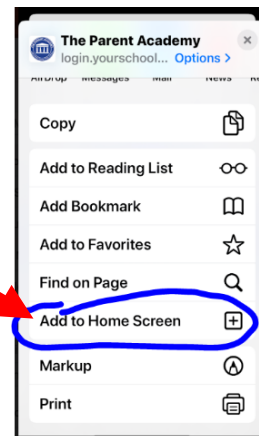 The Parent Academy
login.yourschool... Options >
AirDrop Messages Mail News
Copy
Add to Reading List
Add Bookmark
Add to Favorites
Find on Page
Add to Home Screen
Markup
Print